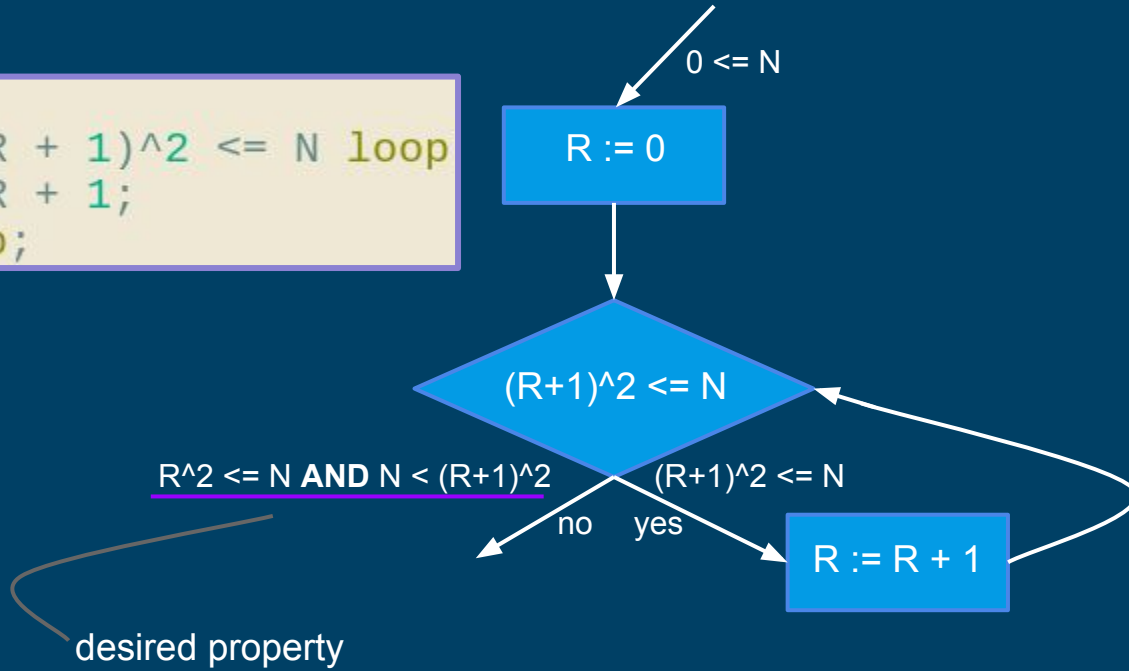 0 <= N
R + 1)^2 <= N loop
R + 1;
;
R := 0
(R+1)^2 <= N
R^2 <= N AND N < (R+1)^2
(R+1)^2 <= N
no
yes
R := R + 1
desired property